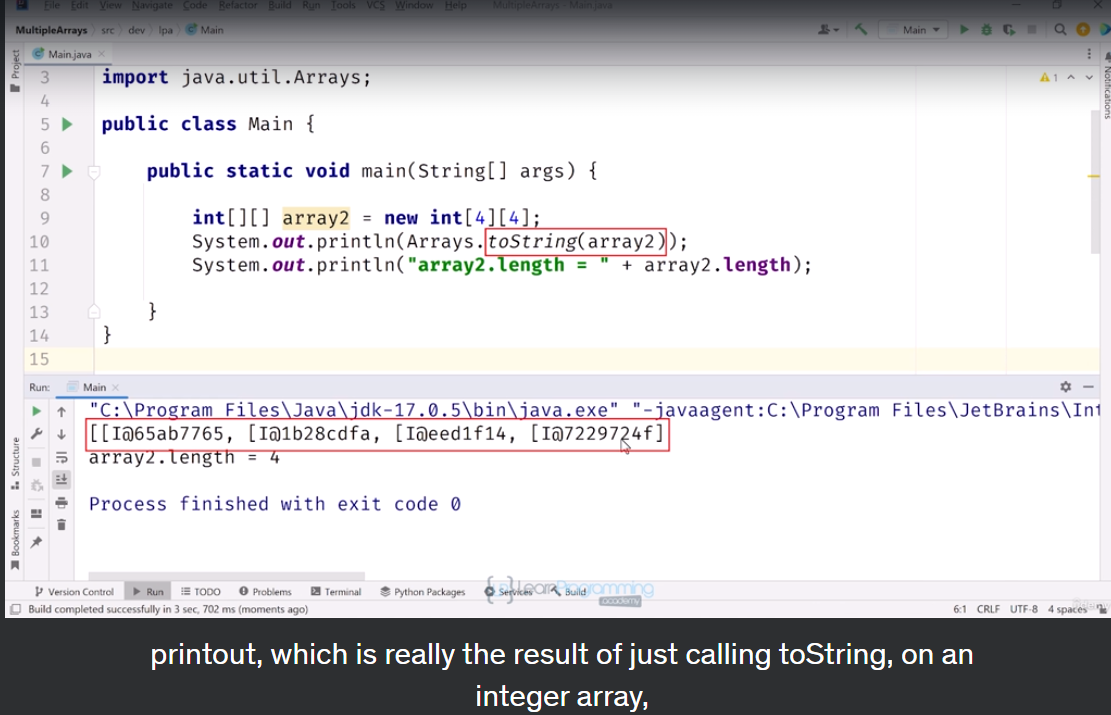 File Edit View Navigate Code Refactor Build Run Tools VCS Window Help MultipleArrays - Main.java
MultipleArrays src dev lpa Main Main
Project
Main.java
Notifications
3 import java.util.Arrays;
1
4
5 public class Main {
6
7 public static void main(String[] args) {
8
9 int[][] array2 = new int[4][4];
10 System.out.println(Arrays.toString(array2));
11 System.out.println("array2.length = " + array2.length);
12
13 }
14 }
15
Run: Main
"C:\Program Files\Java\jdk-17.0.5\bin\java.exe" "-javaagent:C:\Program Files\JetBrains\Int
[[I@65ab7765, [I@1b28cdfa, [I@eed1f14, [I@7229724f]
array2.length = 4
Process finished with exit code 0
Structure
Bookmarks
Version Control Run TODO Problems Terminal Python Packages Services Build
LearnProgramming
academy
Build completed successfully in 3 sec, 702 ms (moments ago) 6:1 CRLF UTF-8 4 spaces
printout, which is really the result of just calling toString, on an
integer array,